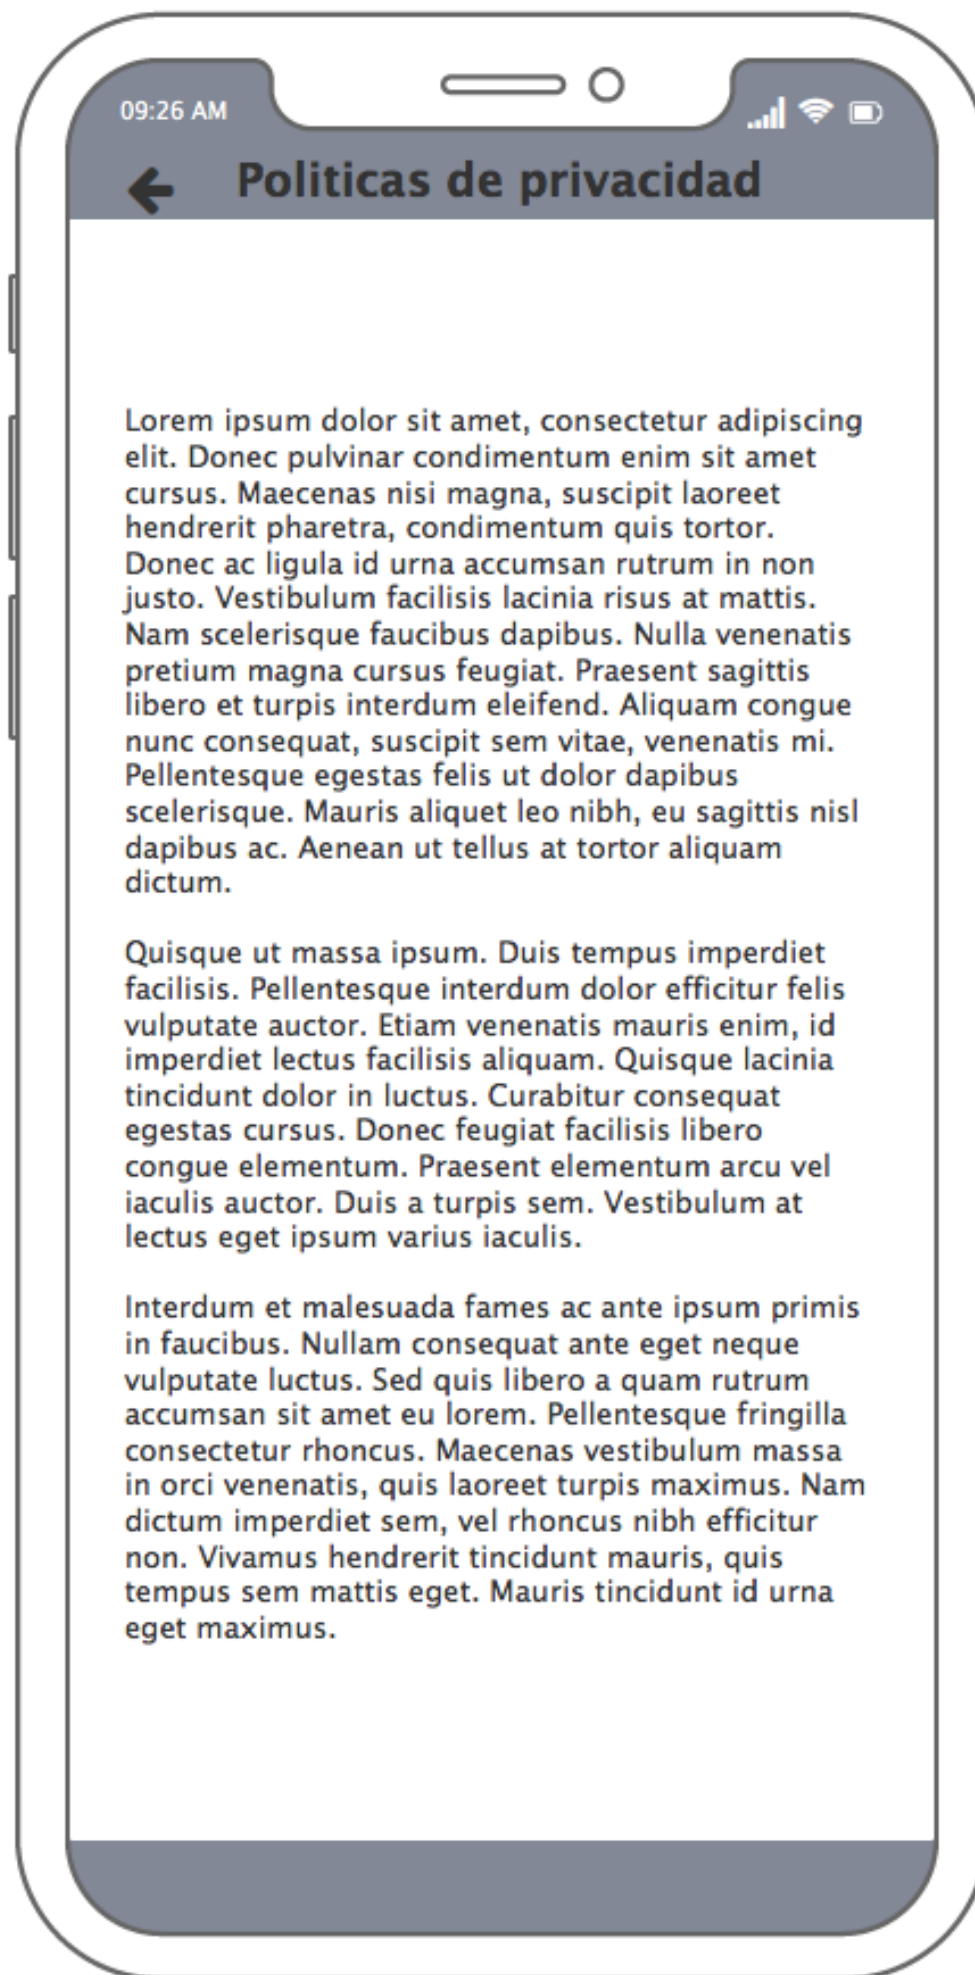 09:26 AM
Politicas de privacidad
Lorem ipsum dolor sit amet, consectetur adipiscing
elit. Donec pulvinar condimentum enim sit amet
cursus. Maecenas nisi magna, suscipit laoreet
hendrerit pharetra, condimentum quis tortor.
Donec ac ligula id urna accumsan rutrum in non
justo. Vestibulum facilisis lacinia risus at mattis.
Nam scelerisque faucibus dapibus. Nulla venenatis
pretium magna cursus feugiat. Praesent sagittis
libero et turpis interdum eleifend. Aliquam congue
nunc consequat, suscipit sem vitae, venenatis mi.
Pellentesque egestas felis ut dolor dapibus
scelerisque. Mauris aliquet leo nibh, eu sagittis nisl
dapibus ac. Aenean ut tellus at tortor aliquam
dictum.
Quisque ut massa ipsum. Duis tempus imperdiet
facilisis. Pellentesque interdum dolor efficitur felis
vulputate auctor. Etiam venenatis mauris enim, id
imperdiet lectus facilisis aliquam. Quisque lacinia
tincidunt dolor in luctus. Curabitur consequat
egestas cursus. Donec feugiat facilisis libero
congue elementum. Praesent elementum arcu vel
iaculis auctor. Duis a turpis sem. Vestibulum at
lectus eget ipsum varius iaculis.
Interdum et malesuada fames ac ante ipsum primis
in faucibus. Nullam consequat ante eget neque
vulputate luctus. Sed quis libero a quam rutrum
accumsan sit amet eu lorem. Pellentesque fringilla
consectetur rhoncus. Maecenas vestibulum massa
in orci venenatis, quis laoreet turpis maximus. Nam
dictum imperdiet sem, vel rhoncus nibh efficitur
non. Vivamus hendrerit tincidunt mauris, quis
tempus sem mattis eget. Mauris tincidunt id urna
eget maximus.